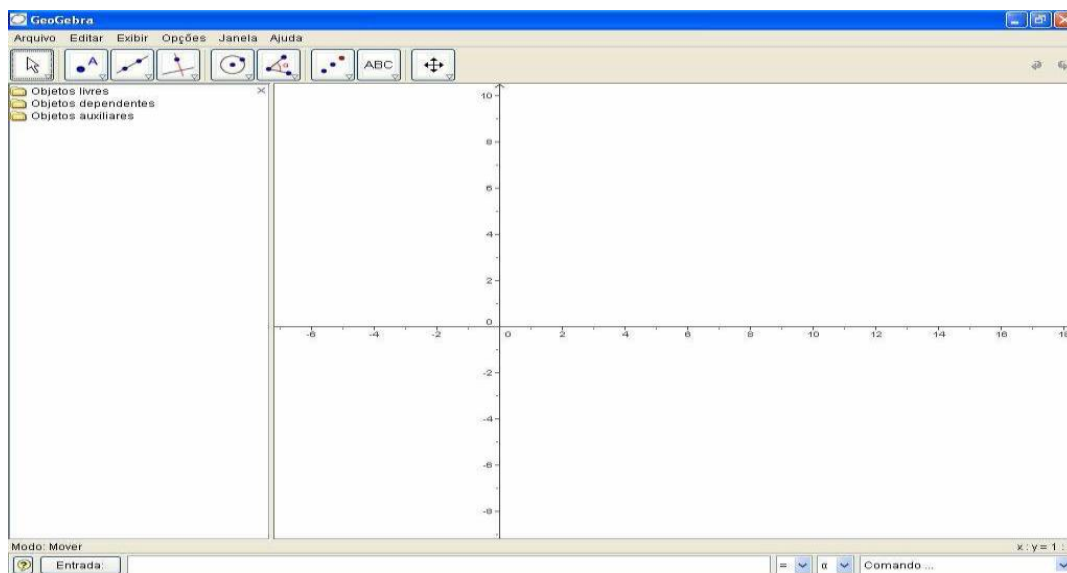 GeoGebra
Arquivo Editar Exibir Opções Janela Ajuda
A α ABC
Objetos livres
Objetos dependentes
Objetos auxiliares
10
8
6
4
2
0
-6 -4 -2 0 2 4 6 8 10 12 14 16 18
-2
-4
-6
-8
Modo: Mover x : y = 1 :
Entrada: = α Comando ...